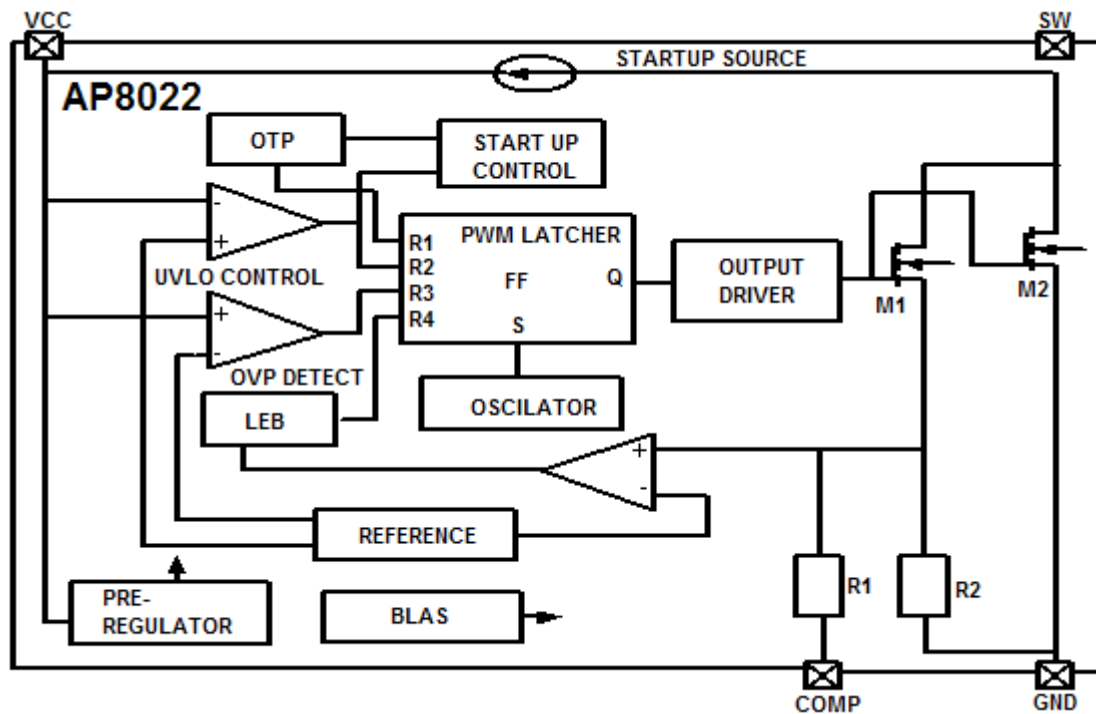 VCC
SW
STARTUP SOURCE
AP8022
OTP
START UP
CONTROL
-
+
UVLO CONTROL
R1
R2
R3
R4
PWM LATCHER
FF
Q
S
OUTPUT
DRIVER
M1
M2
+
-
OVP DETECT
LEB
OSCILATOR
+
-
REFERENCE
PRE-
REGULATOR
BLAS
R1
R2
COMP
GND